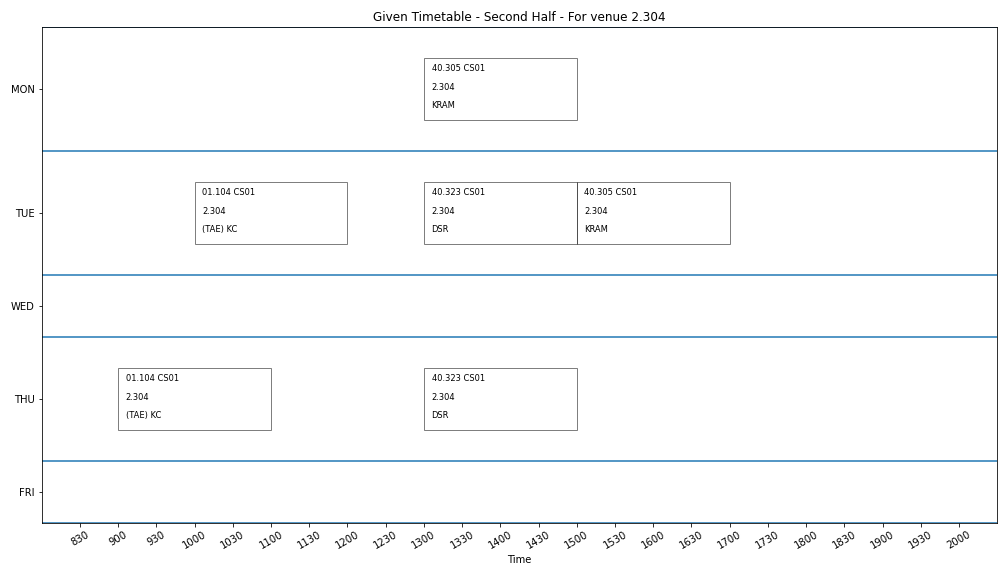 Given Timetable - Second Half - For venue 2.304
MON
40.305 CS01
2.304
KRAM
TUE
01.104 CS01
2.304
(TAE) KC
40.323 CS01
2.304
DSR
40.305 CS01
2.304
KRAM
WED
THU
01.104 CS01
2.304
(TAE) KC
40.323 CS01
2.304
DSR
FRI
830 900 930 1000 1030 1100 1130 1200 1230 1300 1330 1400 1430 1500 1530 1600 1630 1700 1730 1800 1830 1900 1930 2000
Time